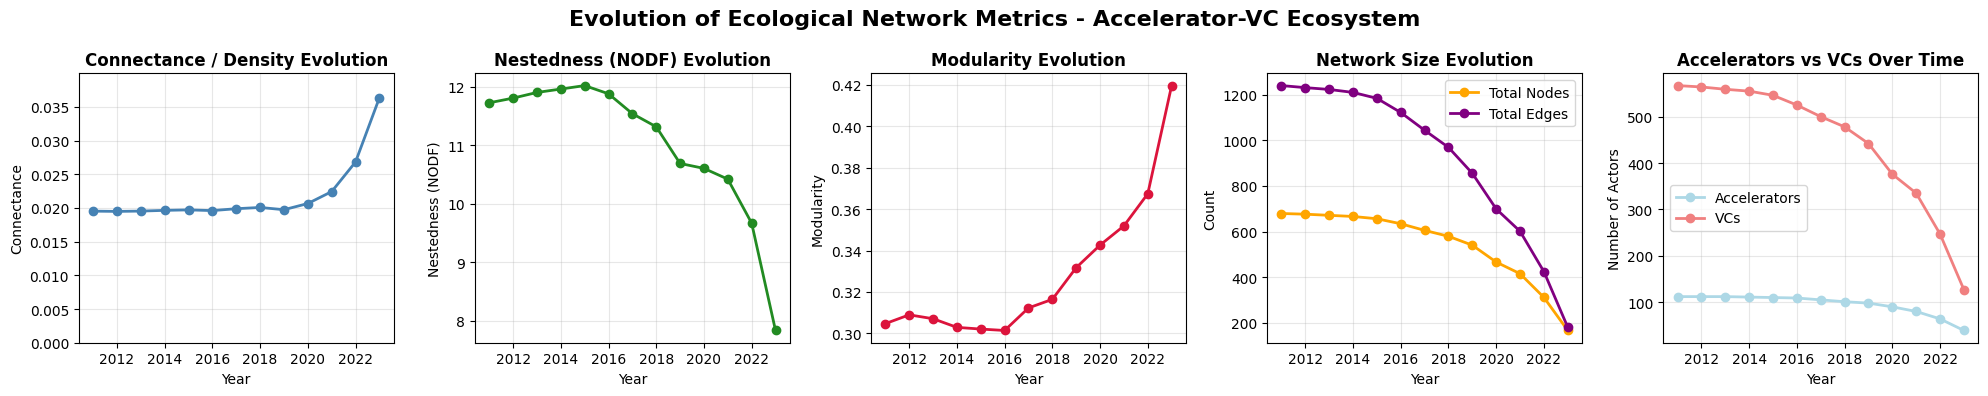 Evolution of Ecological Network Metrics - Accelerator-VC Ecosystem
Connectance / Density Evolution
Connectance
0.035
0.030
0.025
0.020
0.015
0.010
0.005
0.000
2012 2014 2016 2018 2020 2022
Year
Nestedness (NODF) Evolution
Nestedness (NODF)
12
11
10
9
8
2012 2014 2016 2018 2020 2022
Year
Modularity Evolution
Modularity
0.42
0.40
0.38
0.36
0.34
0.32
0.30
2012 2014 2016 2018 2020 2022
Year
Network Size Evolution
Total Nodes
Total Edges
Count
1200
1000
800
600
400
200
2012 2014 2016 2018 2020 2022
Year
Accelerators vs VCs Over Time
Accelerators
VCs
Number of Actors
500
400
300
200
100
2012 2014 2016 2018 2020 2022
Year